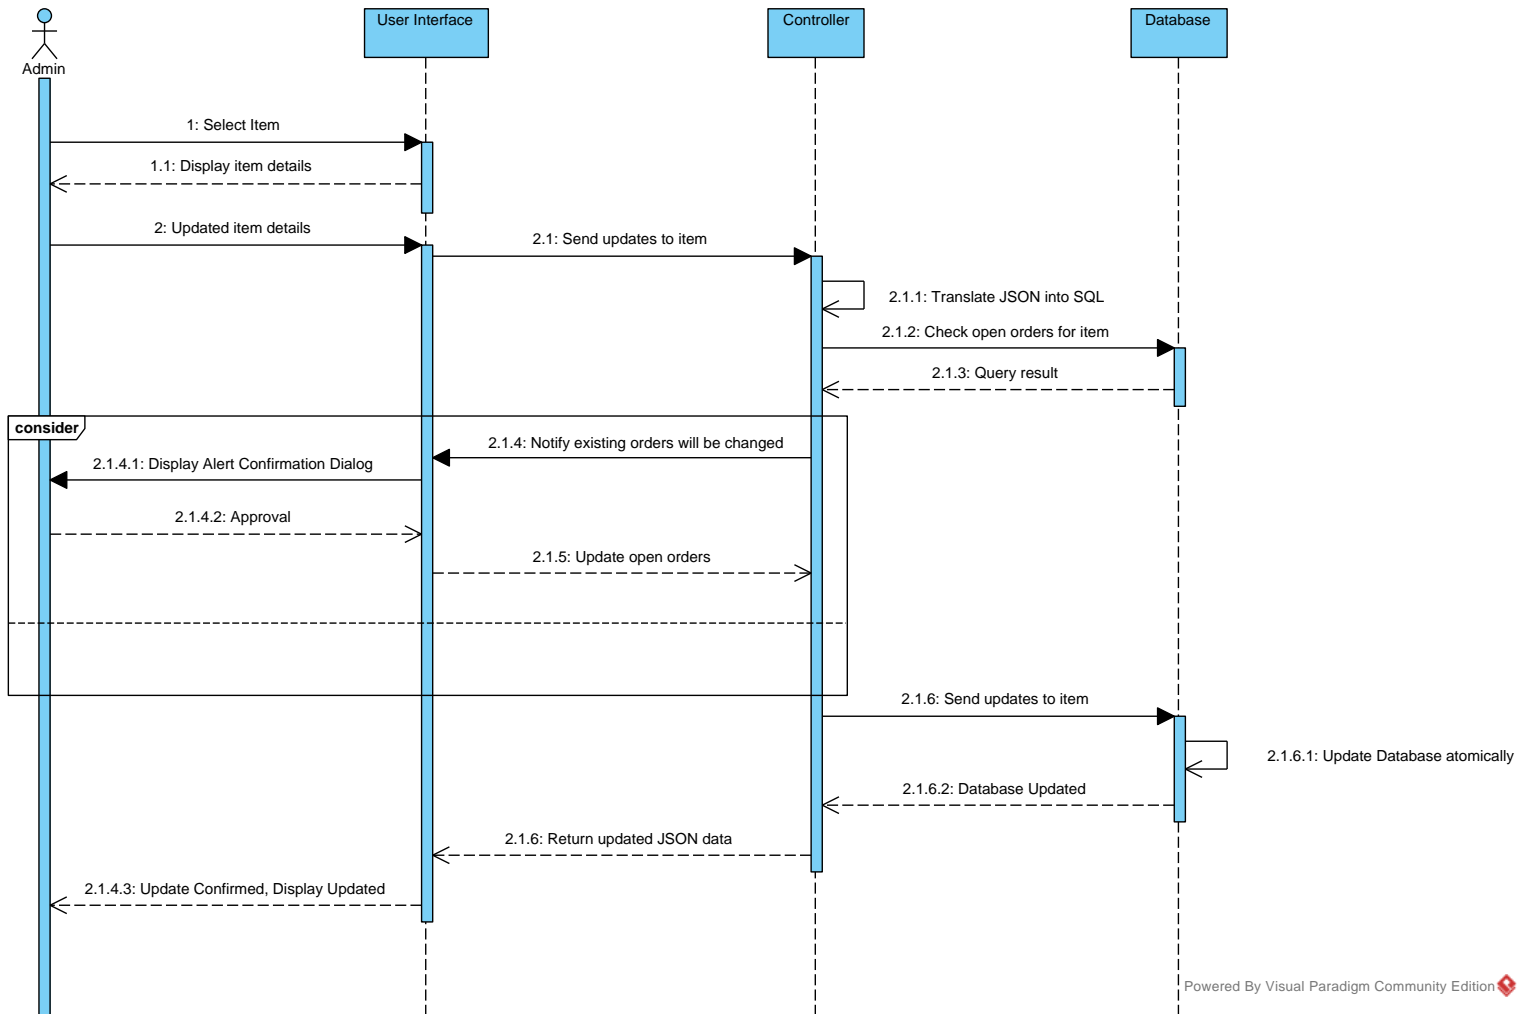 Admin
User Interface
Controller
Database
1: Select Item
1.1: Display item details
2: Updated item details
2.1: Send updates to item
2.1.1: Translate JSON into SQL
2.1.2: Check open orders for item
2.1.3: Query result
consider
2.1.4: Notify existing orders will be changed
2.1.4.1: Display Alert Confirmation Dialog
2.1.4.2: Approval
2.1.5: Update open orders
2.1.6: Send updates to item
2.1.6.1: Update Database atomically
2.1.6.2: Database Updated
2.1.6: Return updated JSON data
2.1.4.3: Update Confirmed, Display Updated
Powered By Visual Paradigm Community Edition